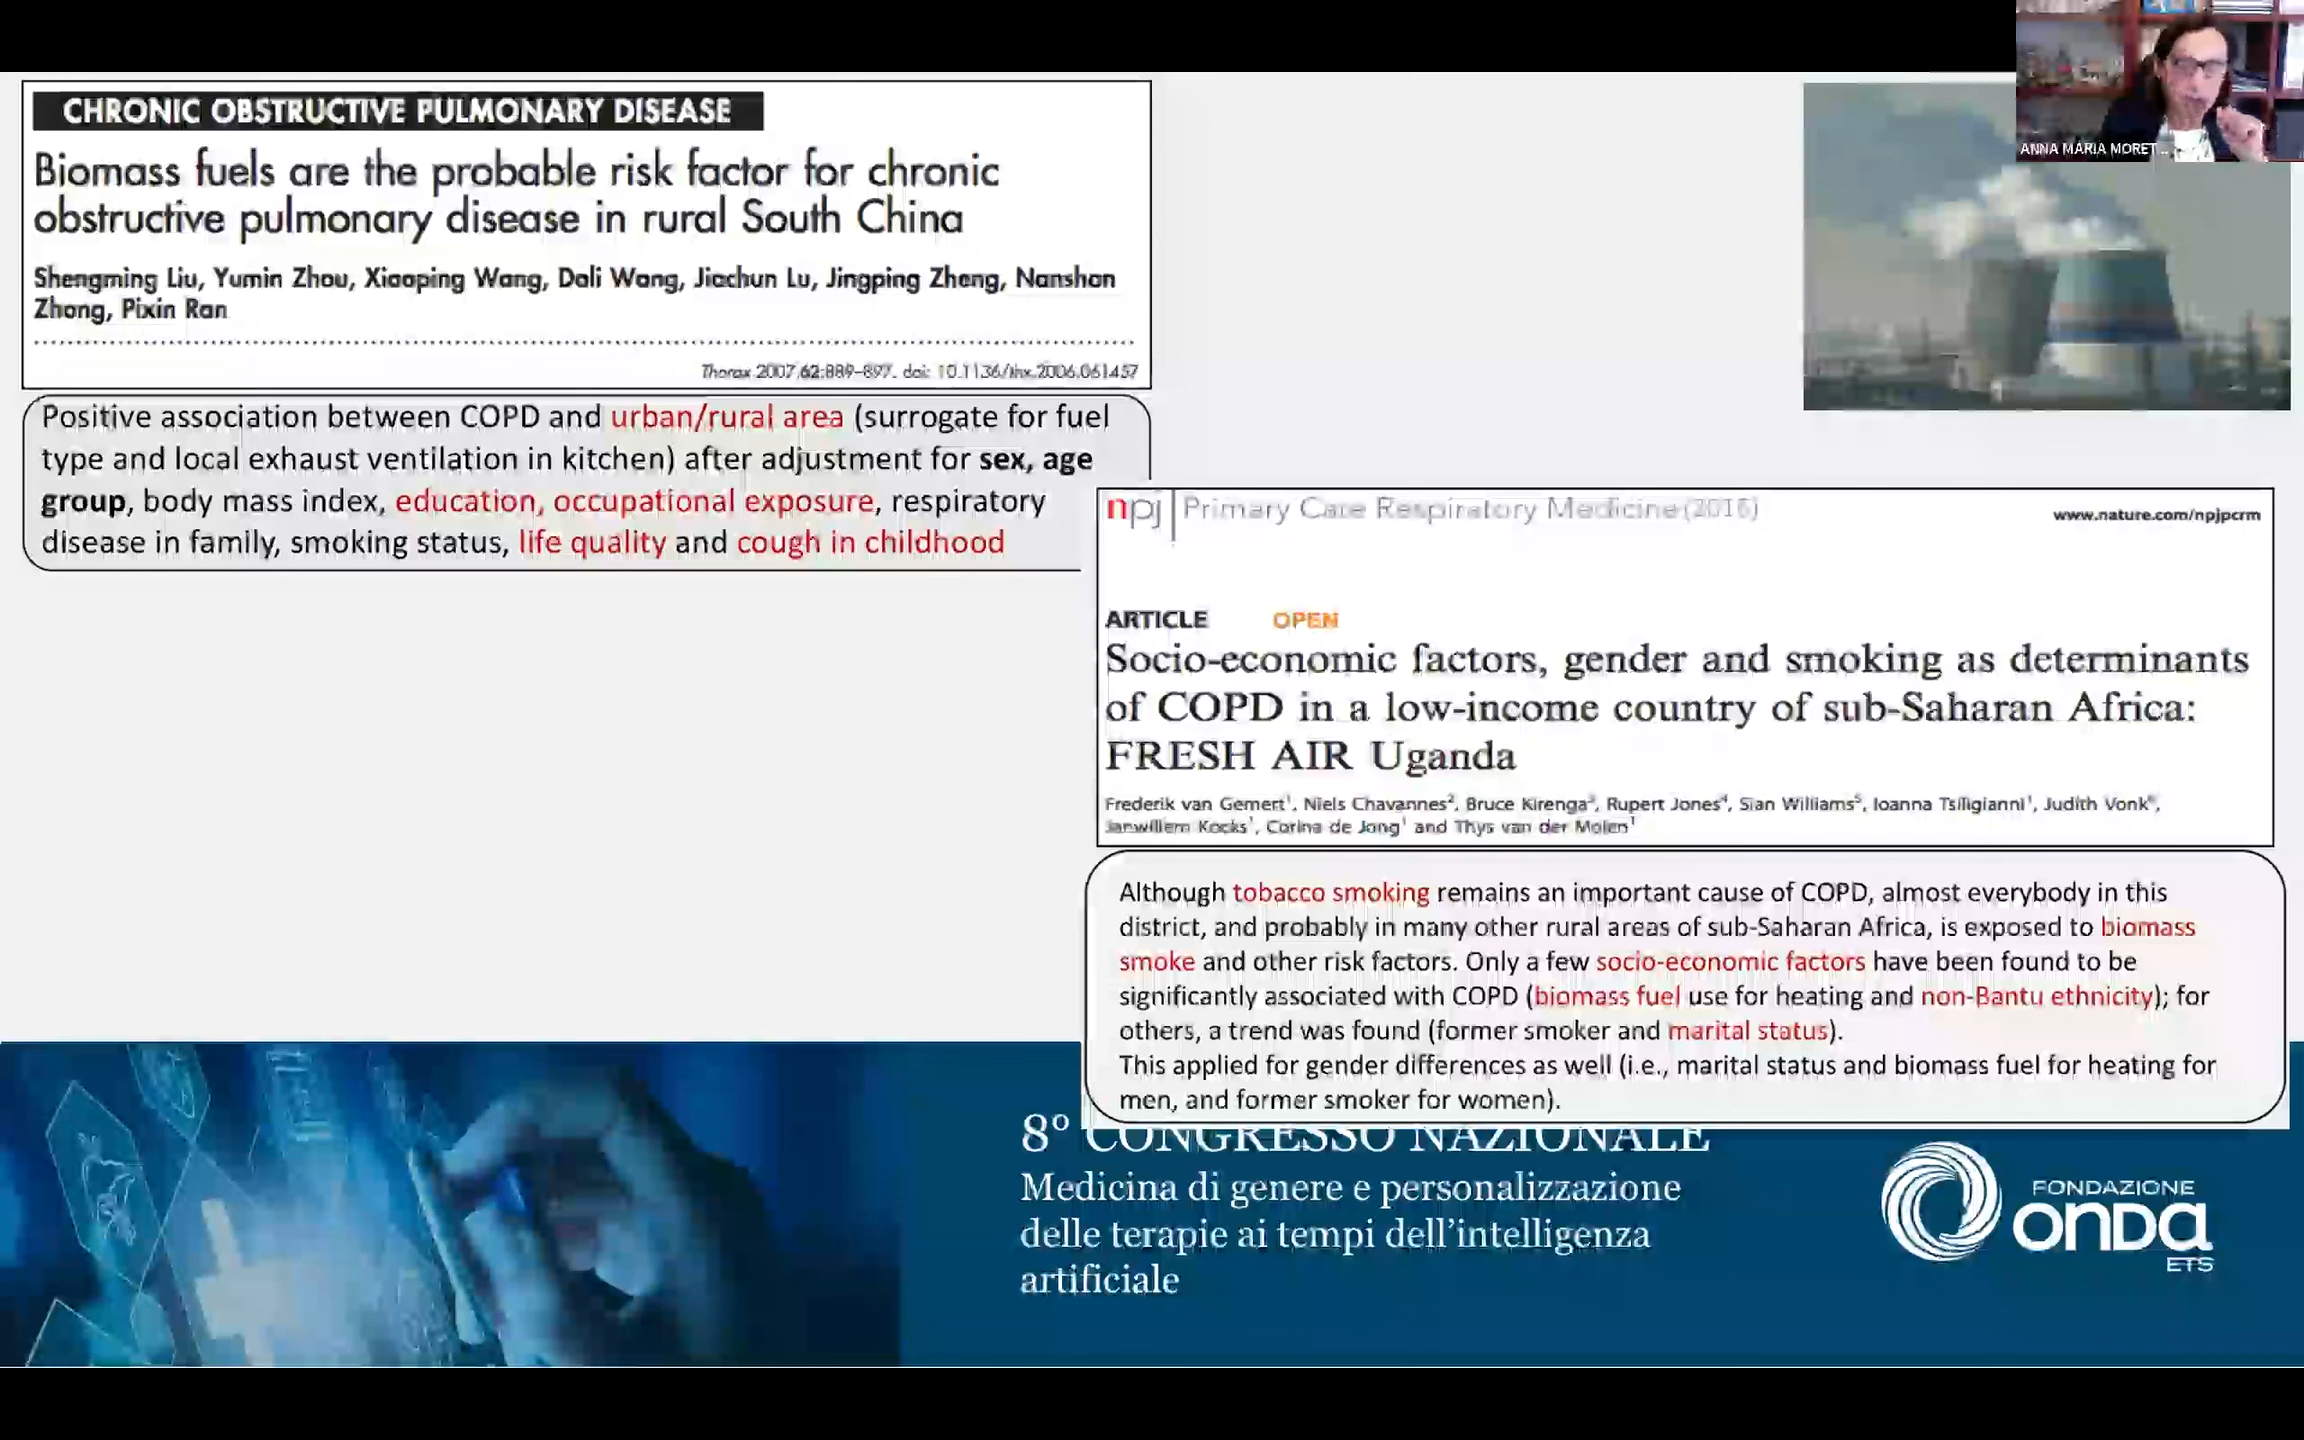 ANNA MARIA MORET...
CHRONIC OBSTRUCTIVE PULMONARY DISEASE
Biomass fuels are the probable risk factor for chronic
obstructive pulmonary disease in rural South China
Shengming Liu, Yumin Zhou, Xiaoping Wang, Dali Wang, Jiachun Lu, Jingping Zheng, Nanshan
Zhong, Pixin Ran
Thorax 2007;62:889–897. doi: 10.1136/thx.2006.061457
Positive association between COPD and urban/rural area (surrogate for fuel
type and local exhaust ventilation in kitchen) after adjustment for sex, age
group, body mass index, education, occupational exposure, respiratory
disease in family, smoking status, life quality and cough in childhood
npj Primary Care Respiratory Medicine (2016) www.nature.com/npjpcrm
ARTICLE OPEN
Socio-economic factors, gender and smoking as determinants
of COPD in a low-income country of sub-Saharan Africa:
FRESH AIR Uganda
Frederik van Gemert¹, Niels Chavannes², Bruce Kirenga³, Rupert Jones⁴, Sian Williams⁵, Ioanna Tsiligianni¹, Judith Vonk⁶,
Janwillem Kocks¹, Corina de Jong¹ and Thys van der Molen¹
Although tobacco smoking remains an important cause of COPD, almost everybody in this
district, and probably in many other rural areas of sub-Saharan Africa, is exposed to biomass
smoke and other risk factors. Only a few socio-economic factors have been found to be
significantly associated with COPD (biomass fuel use for heating and non-Bantu ethnicity); for
others, a trend was found (former smoker and marital status).
This applied for gender differences as well (i.e., marital status and biomass fuel for heating for
men, and former smoker for women).
8° CONGRESSO NAZIONALE
Medicina di genere e personalizzazione
delle terapie ai tempi dell'intelligenza
artificiale
FONDAZIONE
ONDA
ETS